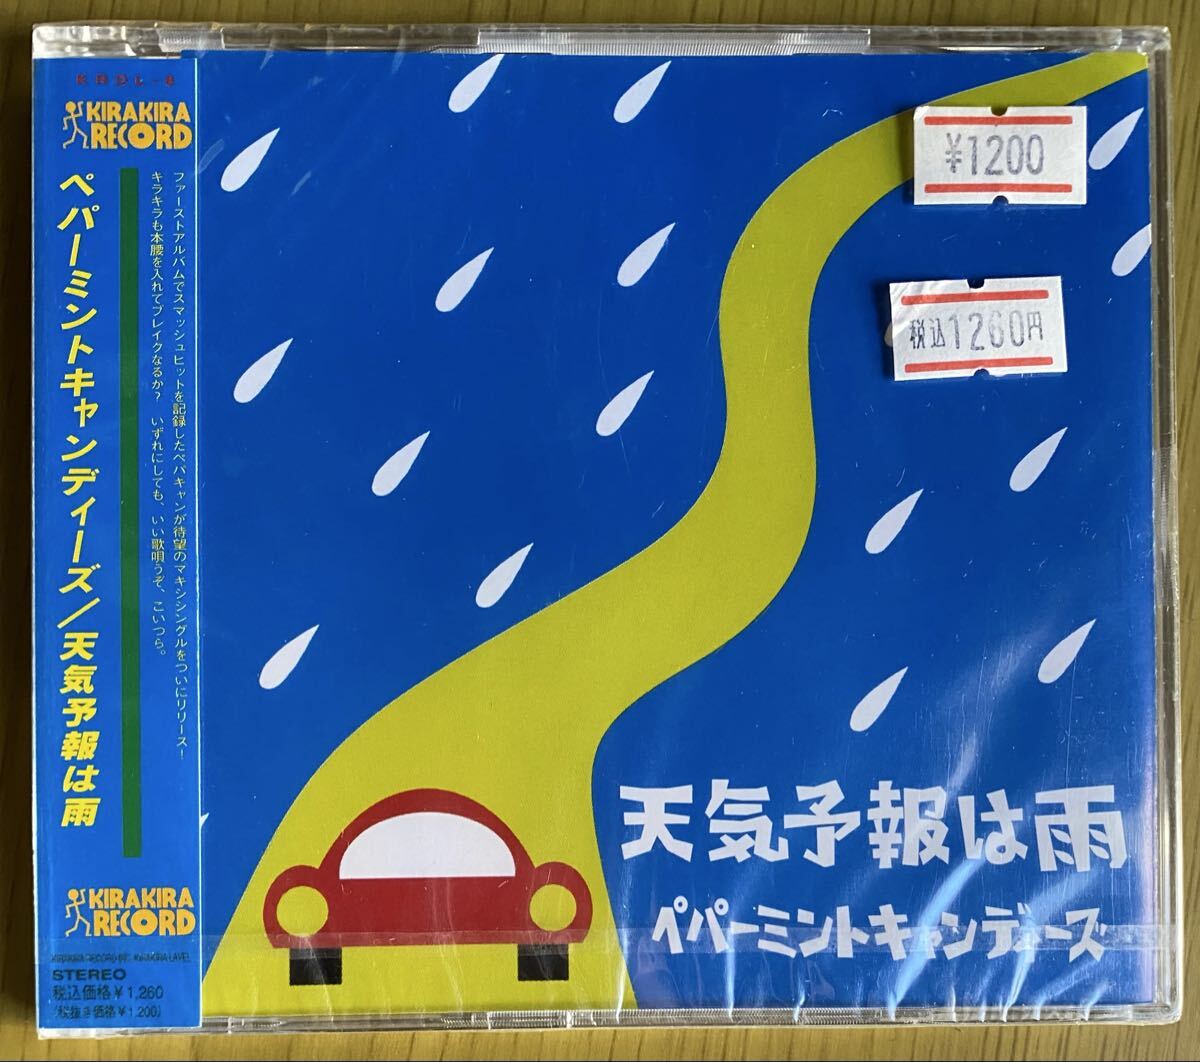 KRDL-4
KIRAKIRA
RECORD
ペパーミントキャンディーズ/天気予報は雨
ファーストアルバムでスマッシュヒットを記録したペパキャンが待望のマキシシングルをついにリリース!
キラキラも本腰を入れてブレイクなるか? いずれにしても、いい歌唄うぞ、こいつら。
KIRAKIRA
RECORD
KIRAKIRA RECORD INC. KIRAKIRA LAVEL
STEREO
税込価格¥1,260
(税抜き価格¥1,200)
¥1200
税込1260円
天気予報は雨
ペパーミントキャンディーズ